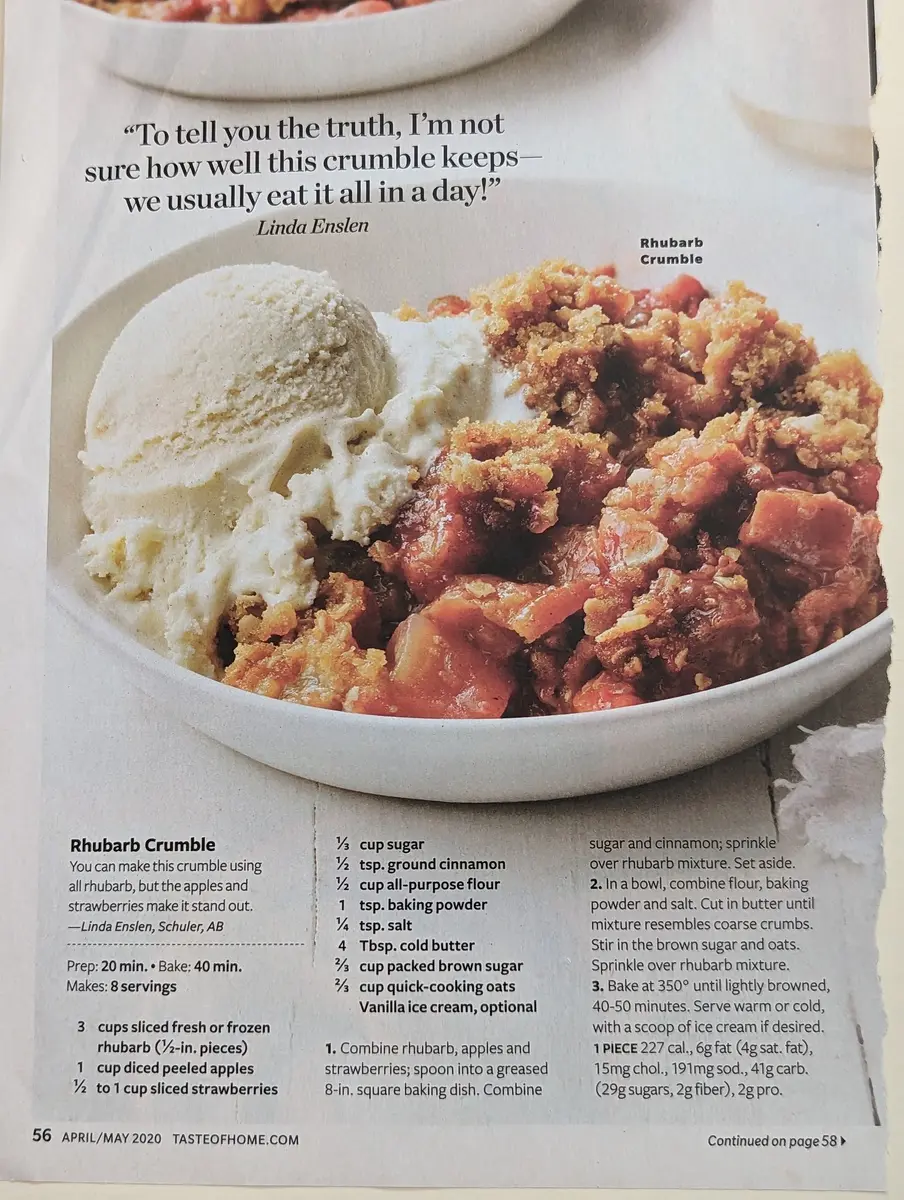 “To tell you the truth, I’m not
sure how well this crumble keeps—
we usually eat it all in a day!”
Linda Enslen
Rhubarb
Crumble
Rhubarb Crumble
You can make this crumble using
all rhubarb, but the apples and
strawberries make it stand out.
—Linda Enslen, Schuler, AB
Prep: 20 min. • Bake: 40 min.
Makes: 8 servings
3 cups sliced fresh or frozen
rhubarb (½-in. pieces)
1 cup diced peeled apples
½ to 1 cup sliced strawberries
⅓ cup sugar
½ tsp. ground cinnamon
½ cup all-purpose flour
1 tsp. baking powder
¼ tsp. salt
4 Tbsp. cold butter
⅔ cup packed brown sugar
⅔ cup quick-cooking oats
Vanilla ice cream, optional
1. Combine rhubarb, apples and
strawberries; spoon into a greased
8-in. square baking dish. Combine
sugar and cinnamon; sprinkle
over rhubarb mixture. Set aside.
2. In a bowl, combine flour, baking
powder and salt. Cut in butter until
mixture resembles coarse crumbs.
Stir in the brown sugar and oats.
Sprinkle over rhubarb mixture.
3. Bake at 350° until lightly browned,
40-50 minutes. Serve warm or cold,
with a scoop of ice cream if desired.
1 PIECE 227 cal., 6g fat (4g sat. fat),
15mg chol., 191mg sod., 41g carb.
(29g sugars, 2g fiber), 2g pro.
56 APRIL/MAY 2020 TASTEOFHOME.COM
Continued on page 58